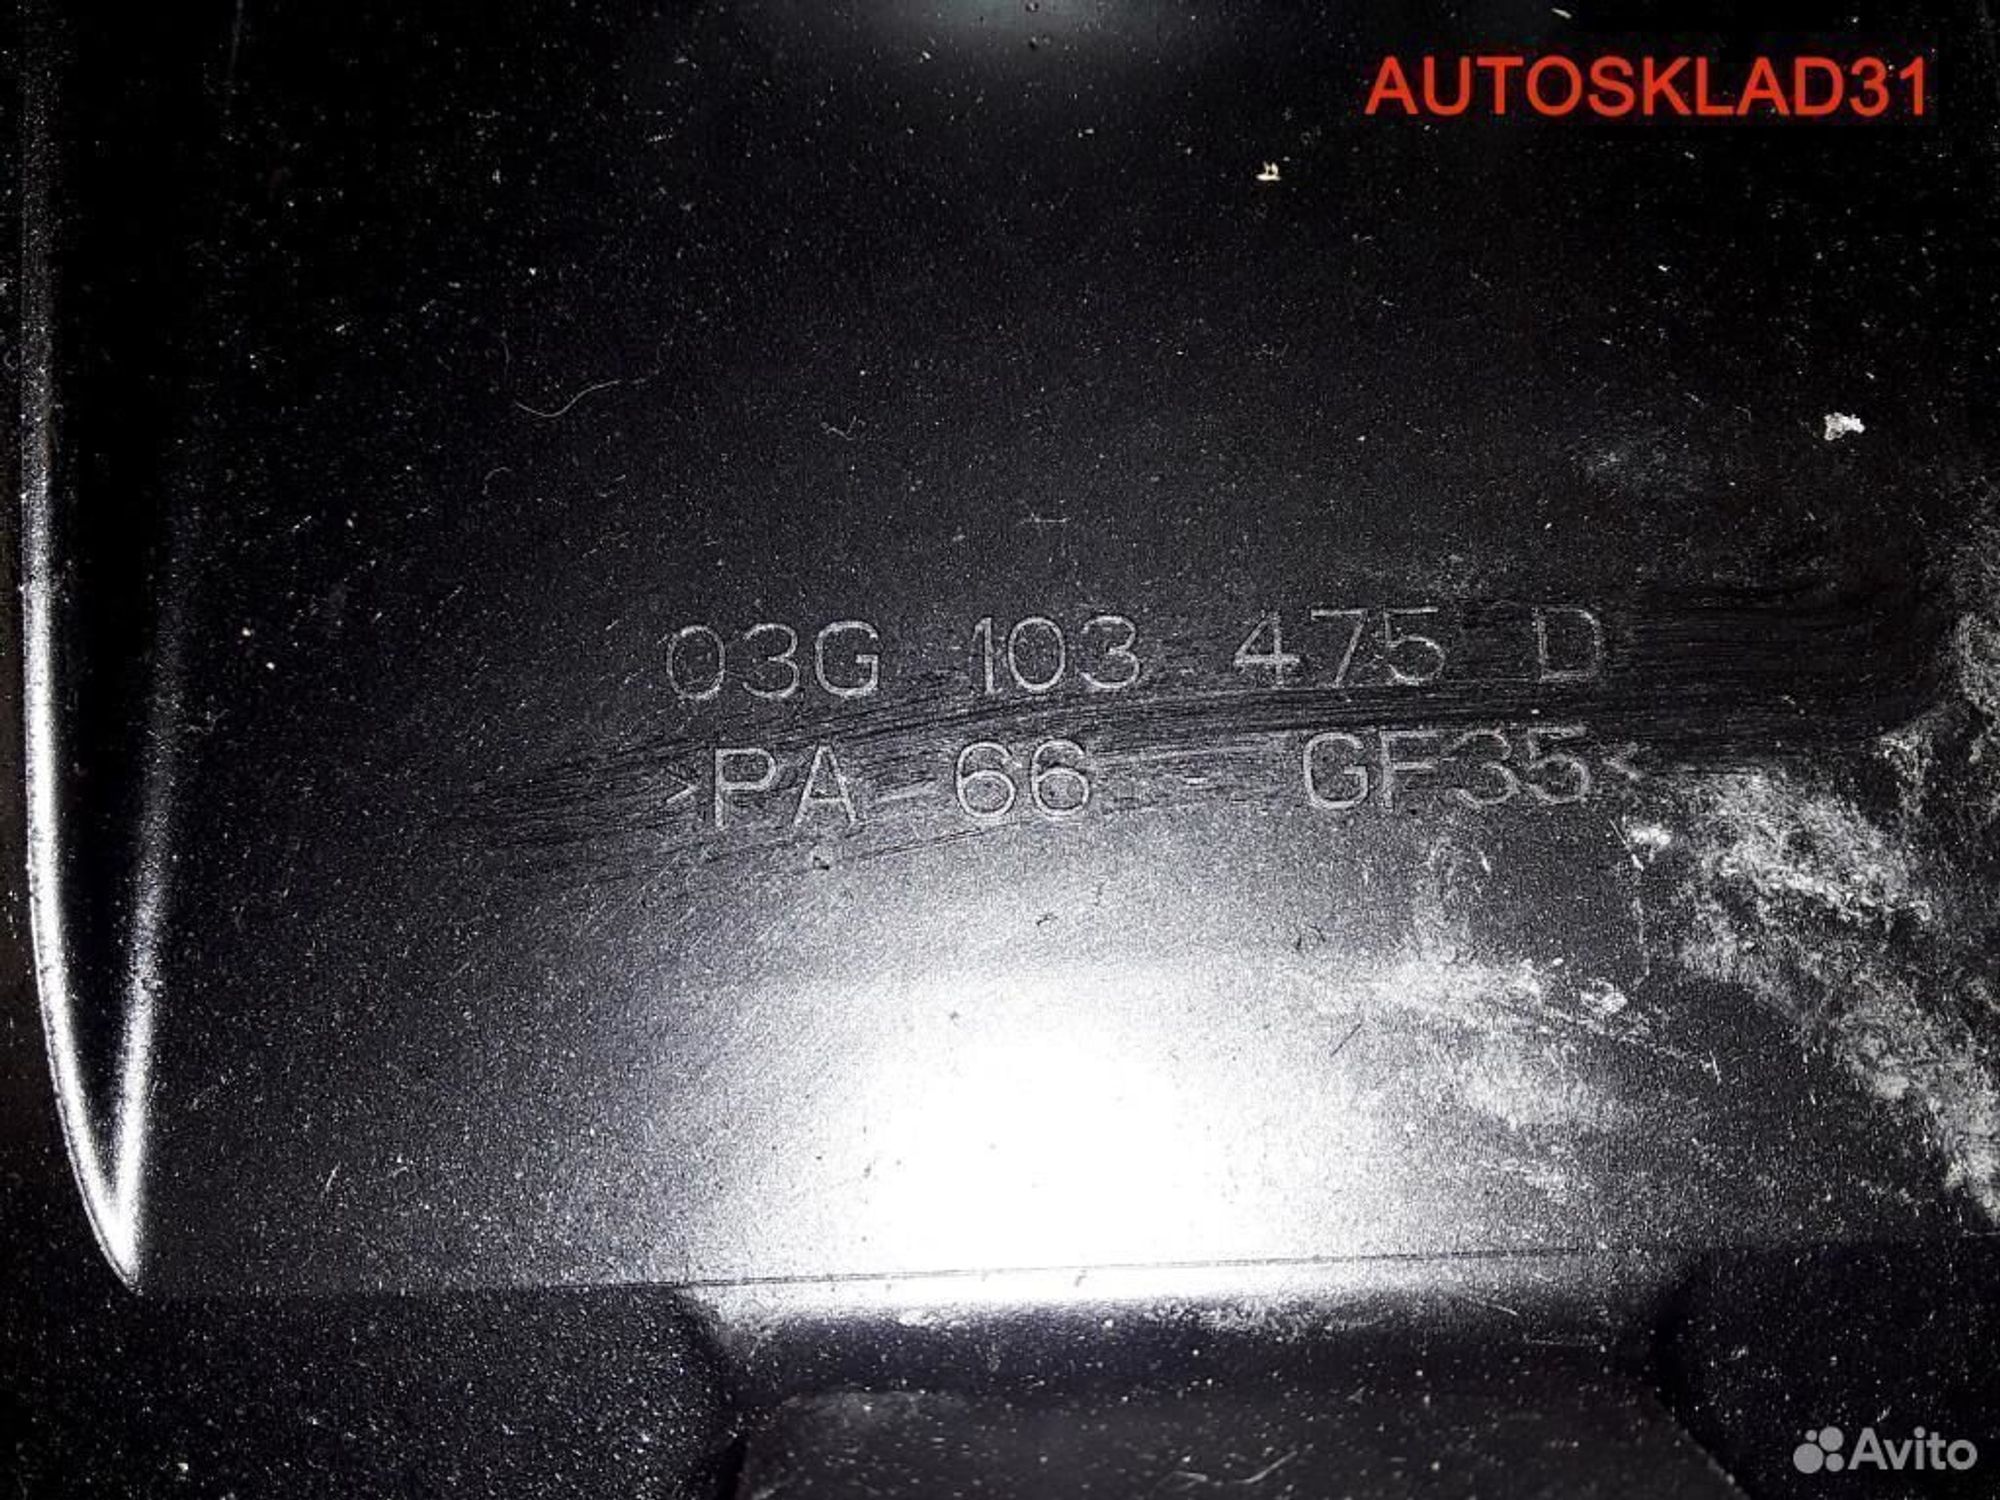 AUTOSKLAD31
03G 103 475 D
>PA 66 - GF35<
Avito